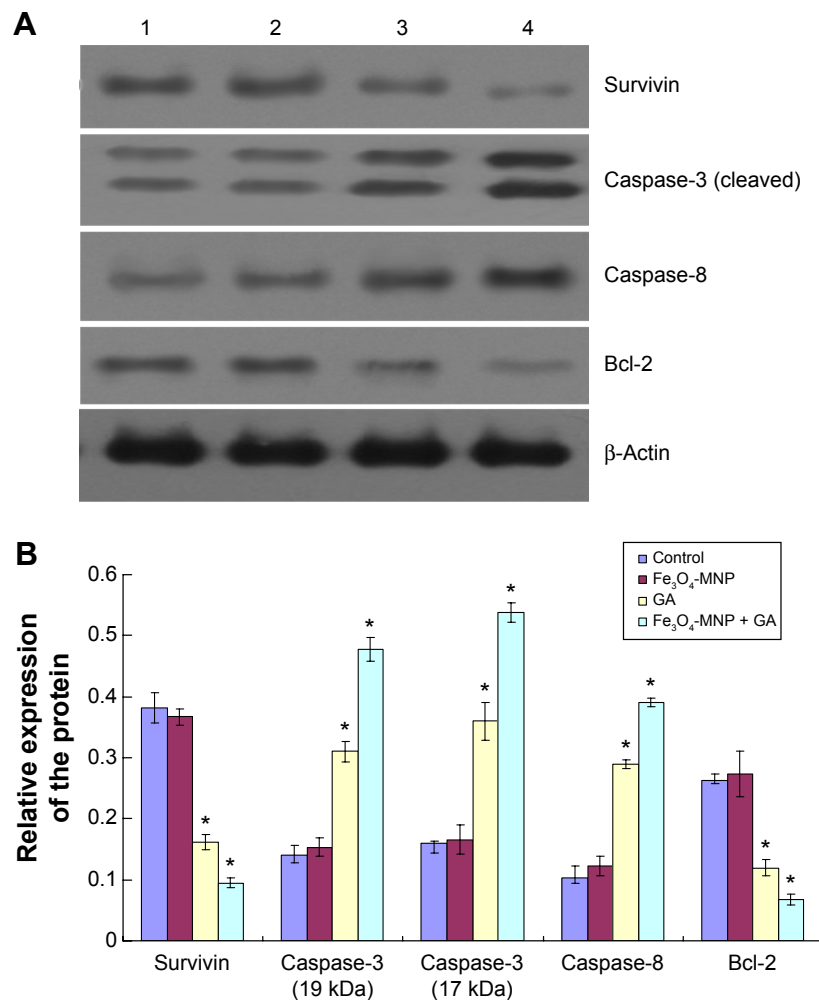 A
1 2 3 4
Survivin
Caspase-3 (cleaved)
Caspase-8
Bcl-2
β-Actin
B
Control
Fe₃O₄-MNP
GA
Fe₃O₄-MNP + GA
Relative expression
of the protein
0.6
0.5
0.4
0.3
0.2
0.1
0
* * * * * * * * * *
Survivin
Caspase-3
(19 kDa)
Caspase-3
(17 kDa)
Caspase-8
Bcl-2